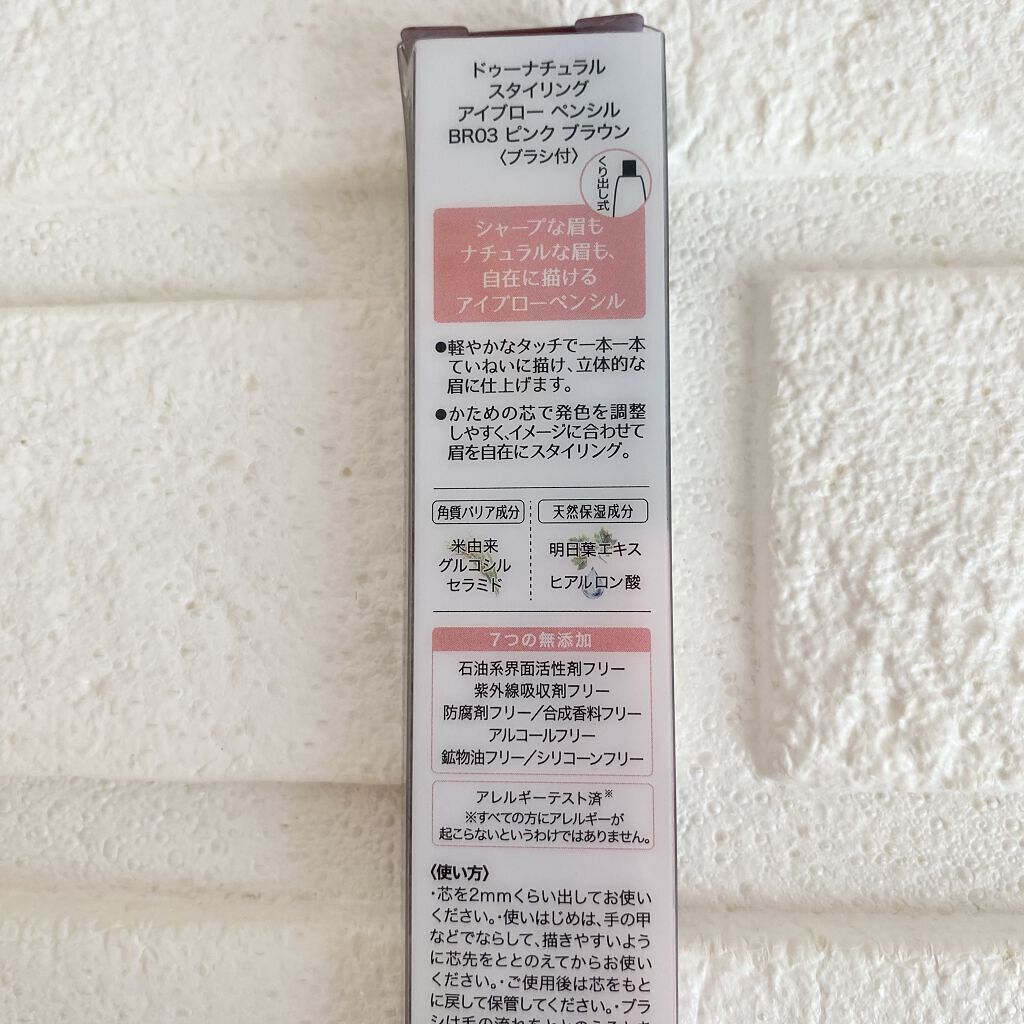 ドゥーナチュラル
スタイリング
アイブロー ペンシル
BR03 ピンク ブラウン
〈ブラシ付〉
くり出し式
シャープな眉も
ナチュラルな眉も、
自在に描ける
アイブローペンシル
●軽やかなタッチで一本一本
ていねいに描け、立体的な
眉に仕上げます。
●かための芯で発色を調整
しやすく、イメージに合わせて
眉を自在にスタイリング。
角質バリア成分
米由来
グルコシル
セラミド
天然保湿成分
明日葉エキス
ヒアルロン酸
7つの無添加
石油系界面活性剤フリー
紫外線吸収剤フリー
防腐剤フリー/合成香料フリー
アルコールフリー
鉱物油フリー/シリコーンフリー
アレルギーテスト済※
※すべての方にアレルギーが
起こらないというわけではありません。
〈使い方〉
・芯を2mmくらい出してお使い
ください。・使いはじめは、手の甲
などでならして、描きやすいよう
に芯先をととのえてからお使い
ください。・ご使用後は芯をもと
に戻して保管してください。・ブラ
シは毛の流れをととのえるとき